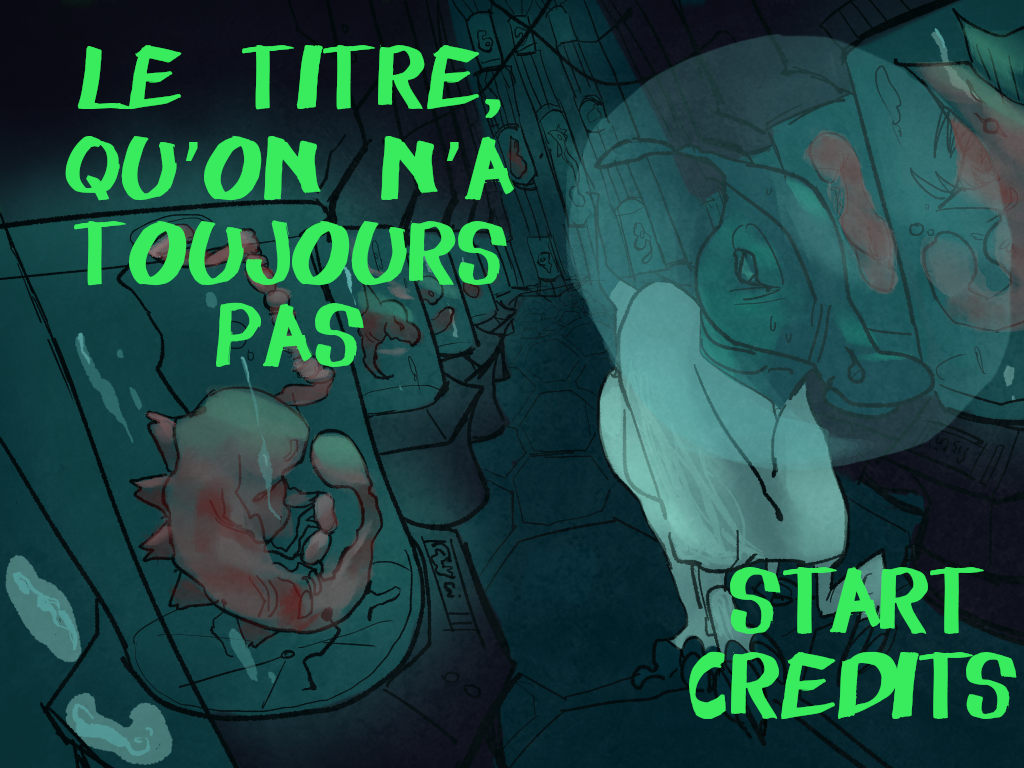 LE TITRE,
QU'ON N'A
TOUJOURS
PAS
START
CREDITS